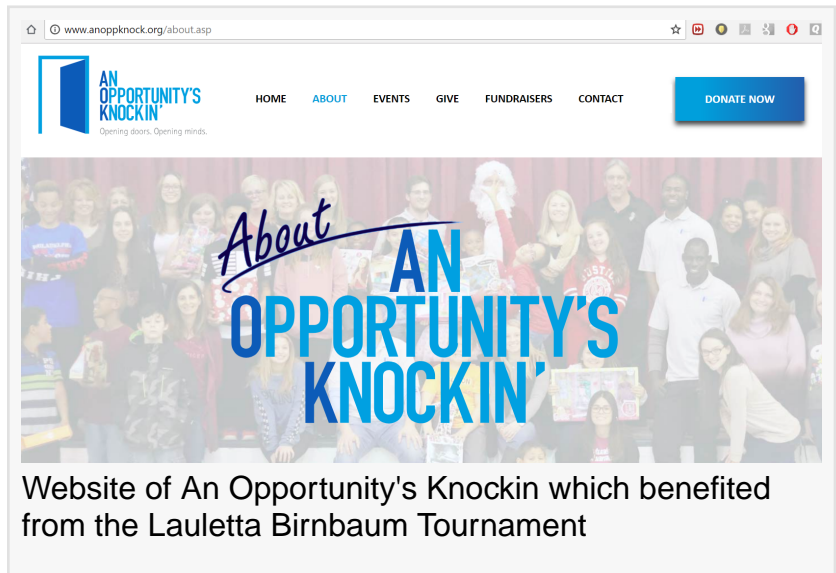 www.anoppknock.org/about.asp
AN
OPPORTUNITY'S
KNOCKIN'
Opening doors. Opening minds.
HOME ABOUT EVENTS GIVE FUNDRAISERS CONTACT
DONATE NOW
About
AN
OPPORTUNITY'S
KNOCKIN'
Website of An Opportunity's Knockin which benefited
from the Lauletta Birnbaum Tournament